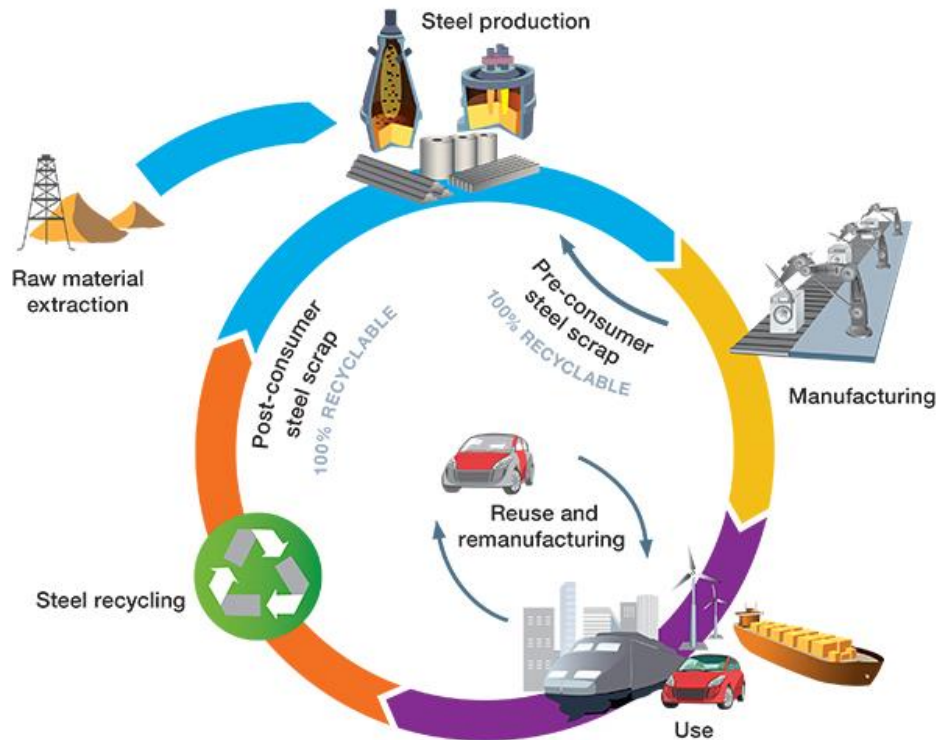 Steel production
Raw material
extraction
Pre-consumer
steel scrap
100% RECYCLABLE
Post-consumer
steel scrap
100% RECYCLABLE
Manufacturing
Reuse and
remanufacturing
Steel recycling
Use